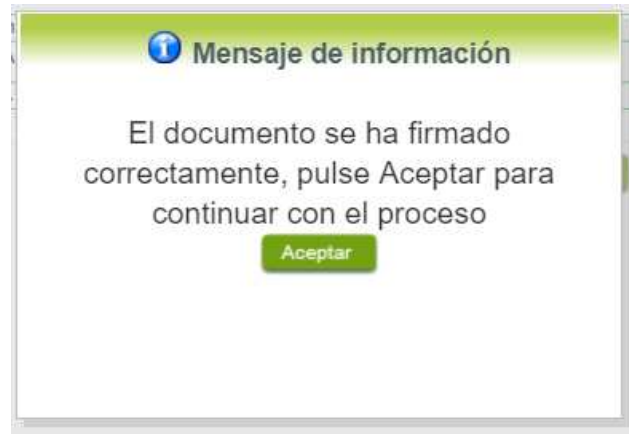 Mensaje de información
El documento se ha firmado
correctamente, pulse Aceptar para
continuar con el proceso
Aceptar